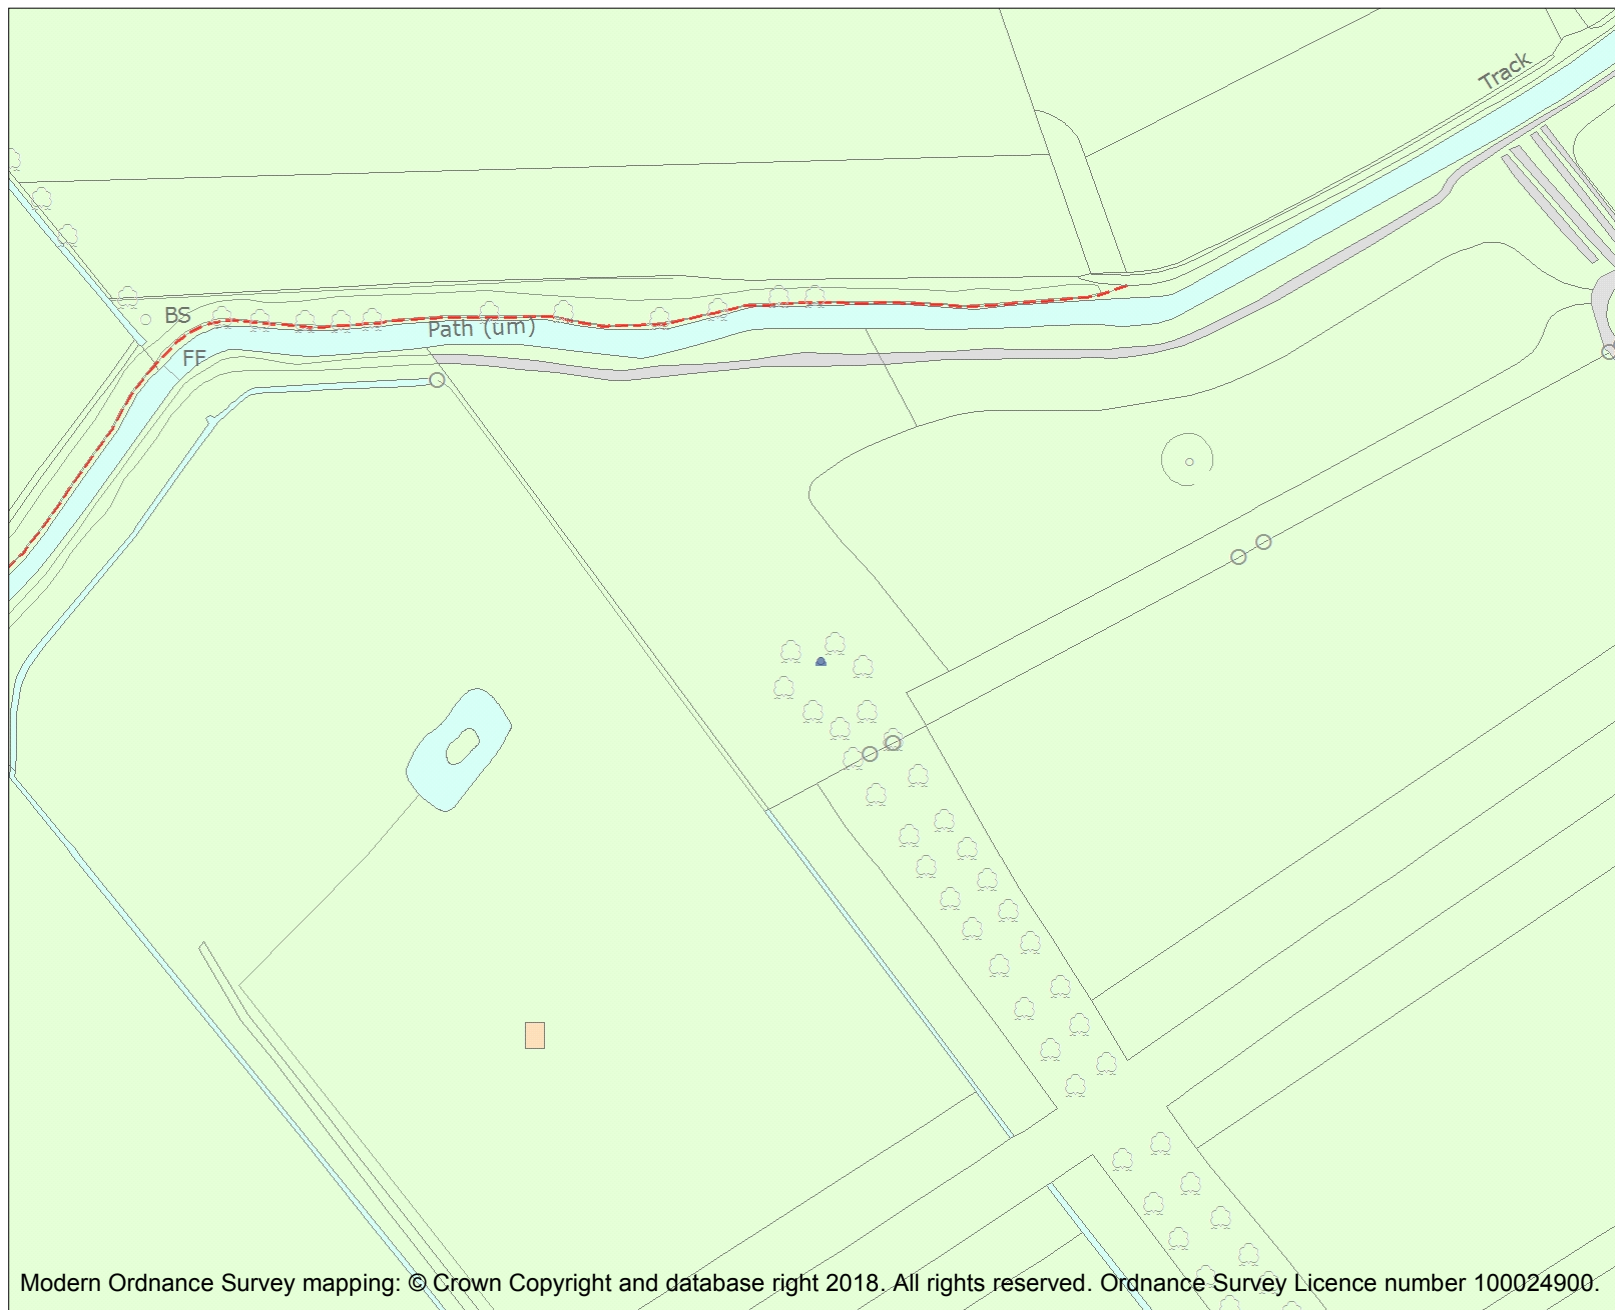 Track
BS
Path (um)
FF
Modern Ordnance Survey mapping: © Crown Copyright and database right 2018. All rights reserved. Ordnance Survey Licence number 100024900.